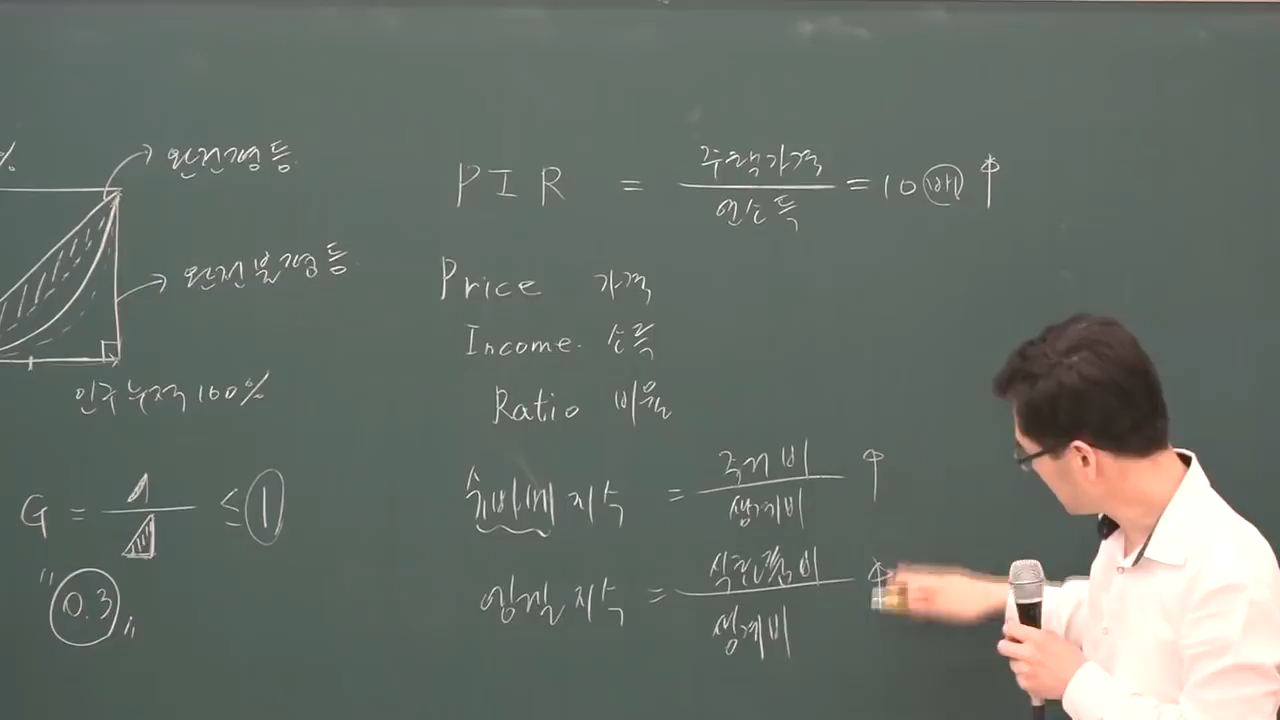 %
완전평등
완전불평등
인구누적 100%
G = ≤ 1
"0.3"
PIR = 주택가격 / 연소득 = 10배 ↑
Price 가격
Income. 소득
Ratio 비율
슈바베 지수 = 주거비 / 생계비 ↑
엥겔 지수 = 식료품비 / 생계비 ↑